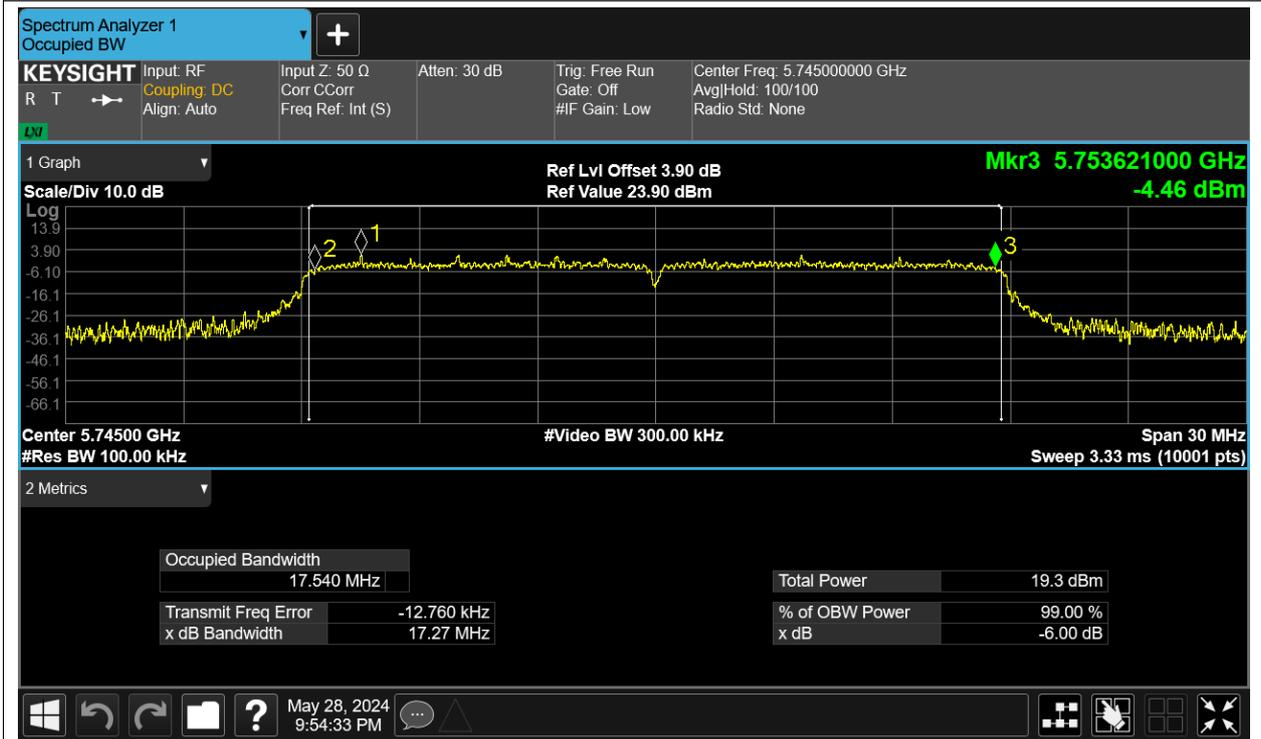 Spectrum Analyzer 1
Occupied BW
▼
+
KEYSIGHT
R T
LXI
Input: RF
Coupling: DC
Align: Auto
Input Z: 50 Ω
Corr CCorr
Freq Ref: Int (S)
Atten: 30 dB
Trig: Free Run
Gate: Off
#IF Gain: Low
Center Freq: 5.745000000 GHz
Avg|Hold: 100/100
Radio Std: None
1 Graph ▼
Scale/Div 10.0 dB
Ref Lvl Offset 3.90 dB
Ref Value 23.90 dBm
Mkr3 5.753621000 GHz
-4.46 dBm
Log
13.9
3.90
-6.10
-16.1
-26.1
-36.1
-46.1
-56.1
-66.1
2
1
3
Center 5.74500 GHz
#Res BW 100.00 kHz
#Video BW 300.00 kHz
Span 30 MHz
Sweep 3.33 ms (10001 pts)
2 Metrics ▼
Occupied Bandwidth
17.540 MHz
Transmit Freq Error -12.760 kHz
x dB Bandwidth 17.27 MHz
Total Power 19.3 dBm
% of OBW Power 99.00 %
x dB -6.00 dB
?
May 28, 2024
9:54:33 PM
...